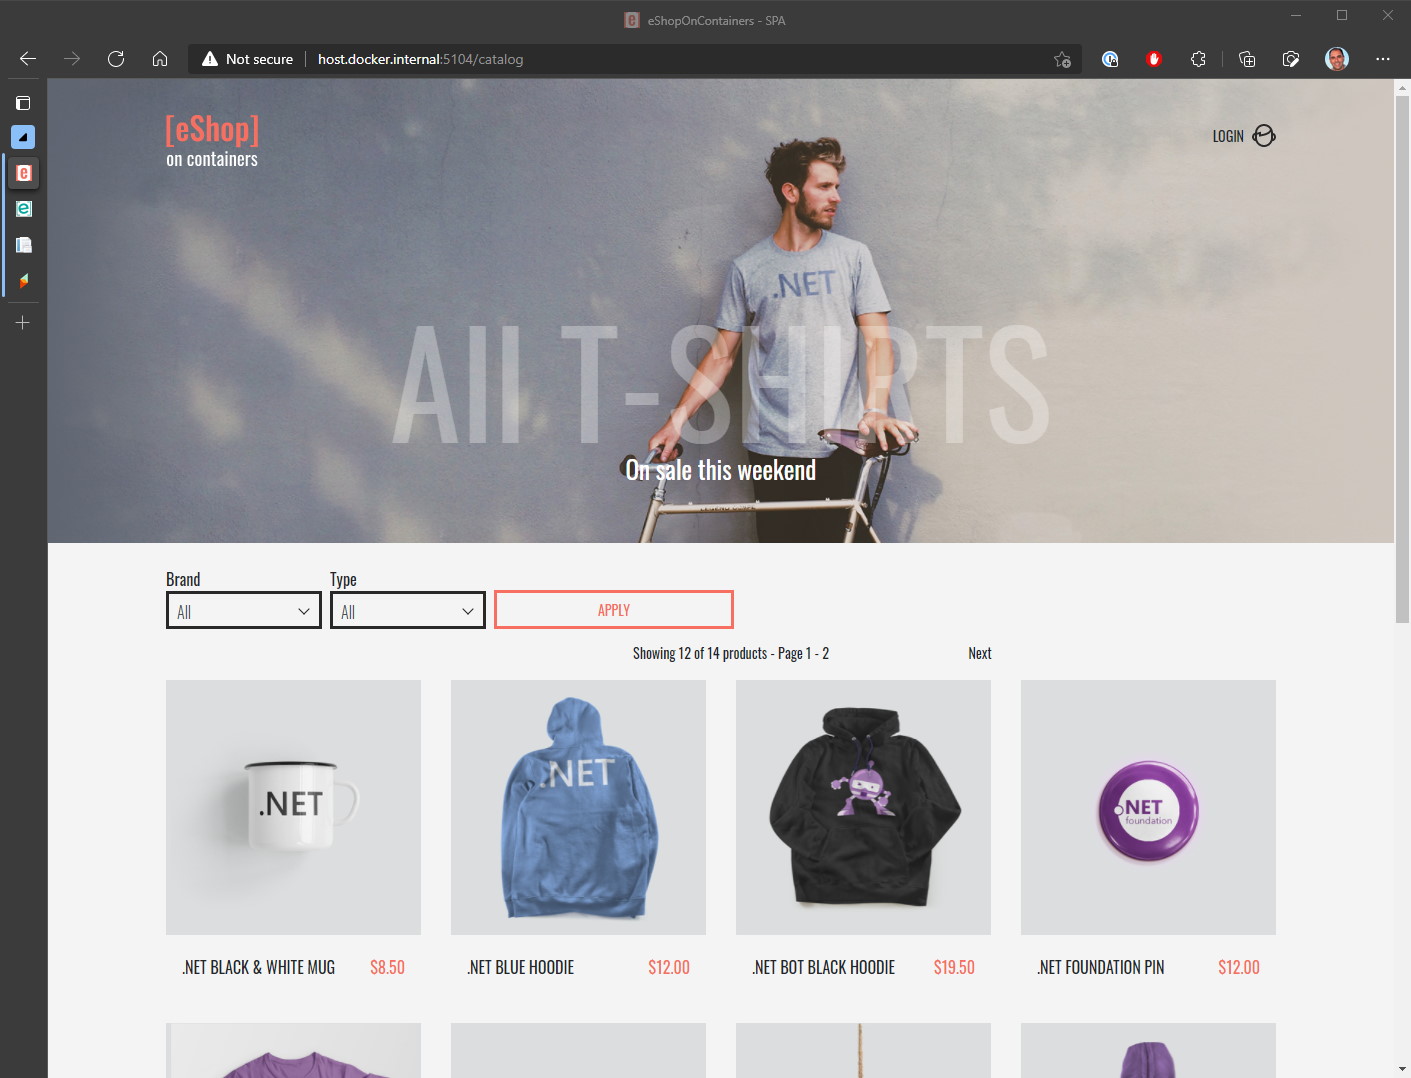 eShopOnContainers - SPA
Not secure
host.docker.internal:5104/catalog
[eShop]
on containers
LOGIN
.NET
All T-SHIRTS
On sale this weekend
Brand
Type
All
All
APPLY
Showing 12 of 14 products - Page 1 - 2
Next
.NET
.NET
.NET
foundation
.NET BLACK & WHITE MUG
$8.50
.NET BLUE HOODIE
$12.00
.NET BOT BLACK HOODIE
$19.50
.NET FOUNDATION PIN
$12.00